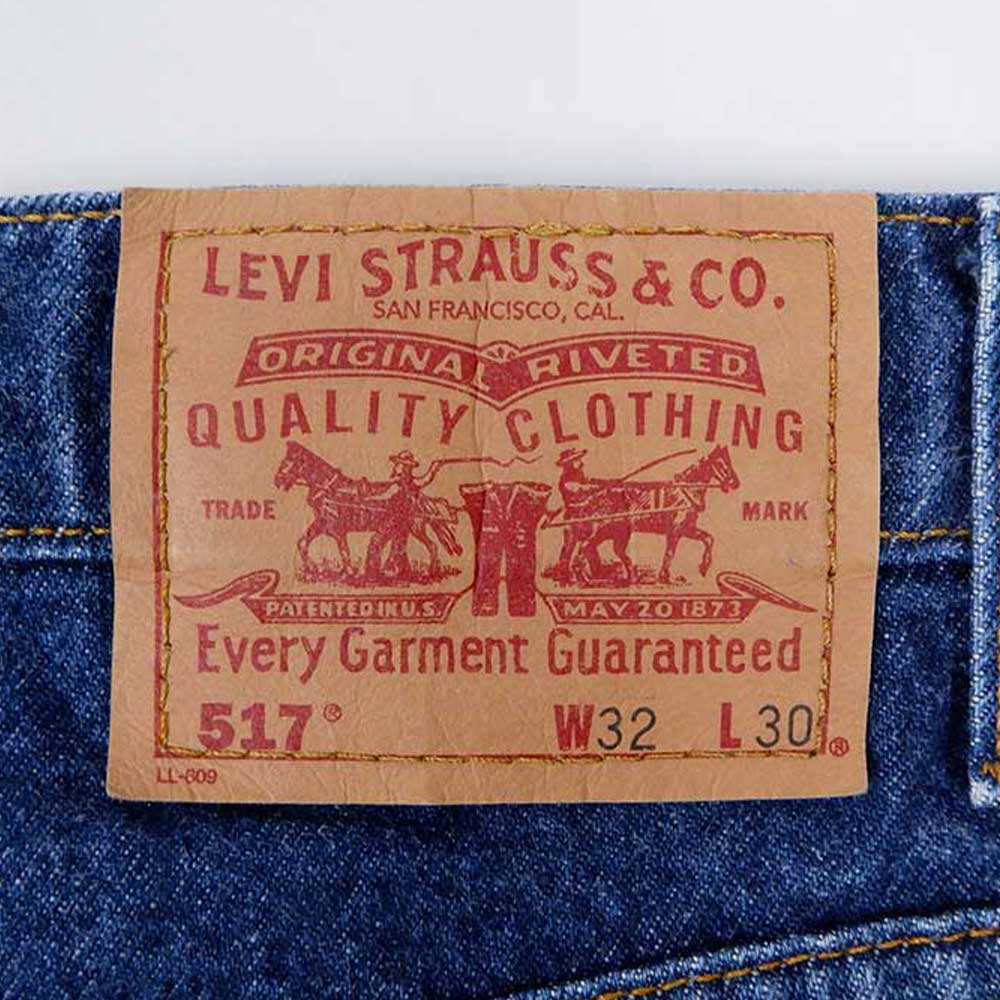 LEVI STRAUSS & CO.
SAN FRANCISCO, CAL.
ORIGINAL RIVETED
QUALITY CLOTHING
TRADE MARK
PATENTED IN U.S. MAY 20 1873
Every Garment Guaranteed
517® W32 L30
®
LL-609